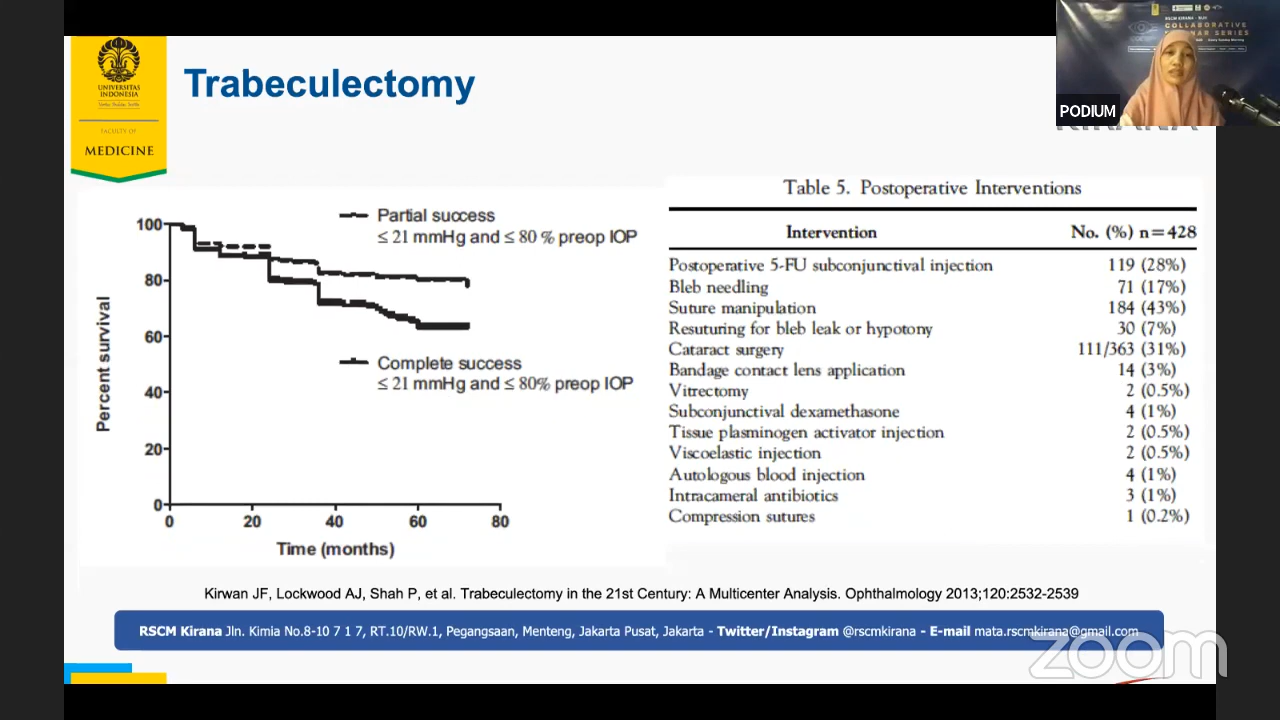 UNIVERSITAS
INDONESIA
FACULTY OF
MEDICINE
Trabeculectomy
COLLABORATIVE
PODIUM
Partial success
≤ 21 mmHg and ≤ 80 % preop IOP
Complete success
≤ 21 mmHg and ≤ 80% preop IOP
Percent survival
100
80
60
40
20
0
0 20 40 60 80
Time (months)
Table 5. Postoperative Interventions
Intervention No. (%) n=428
Postoperative 5-FU subconjunctival injection 119 (28%)
Bleb needling 71 (17%)
Suture manipulation 184 (43%)
Resuturing for bleb leak or hypotony 30 (7%)
Cataract surgery 111/363 (31%)
Bandage contact lens application 14 (3%)
Vitrectomy 2 (0.5%)
Subconjunctival dexamethasone 4 (1%)
Tissue plasminogen activator injection 2 (0.5%)
Viscoelastic injection 2 (0.5%)
Autologous blood injection 4 (1%)
Intracameral antibiotics 3 (1%)
Compression sutures 1 (0.2%)
Kirwan JF, Lockwood AJ, Shah P, et al. Trabeculectomy in the 21st Century: A Multicenter Analysis. Ophthalmology 2013;120:2532-2539
RSCM Kirana Jln. Kimia No.8-10 7 1 7, RT.10/RW.1, Pegangsaan, Menteng, Jakarta Pusat, Jakarta - Twitter/Instagram @rscmkirana - E-mail mata.rscmkirana@gmail.com
zoom